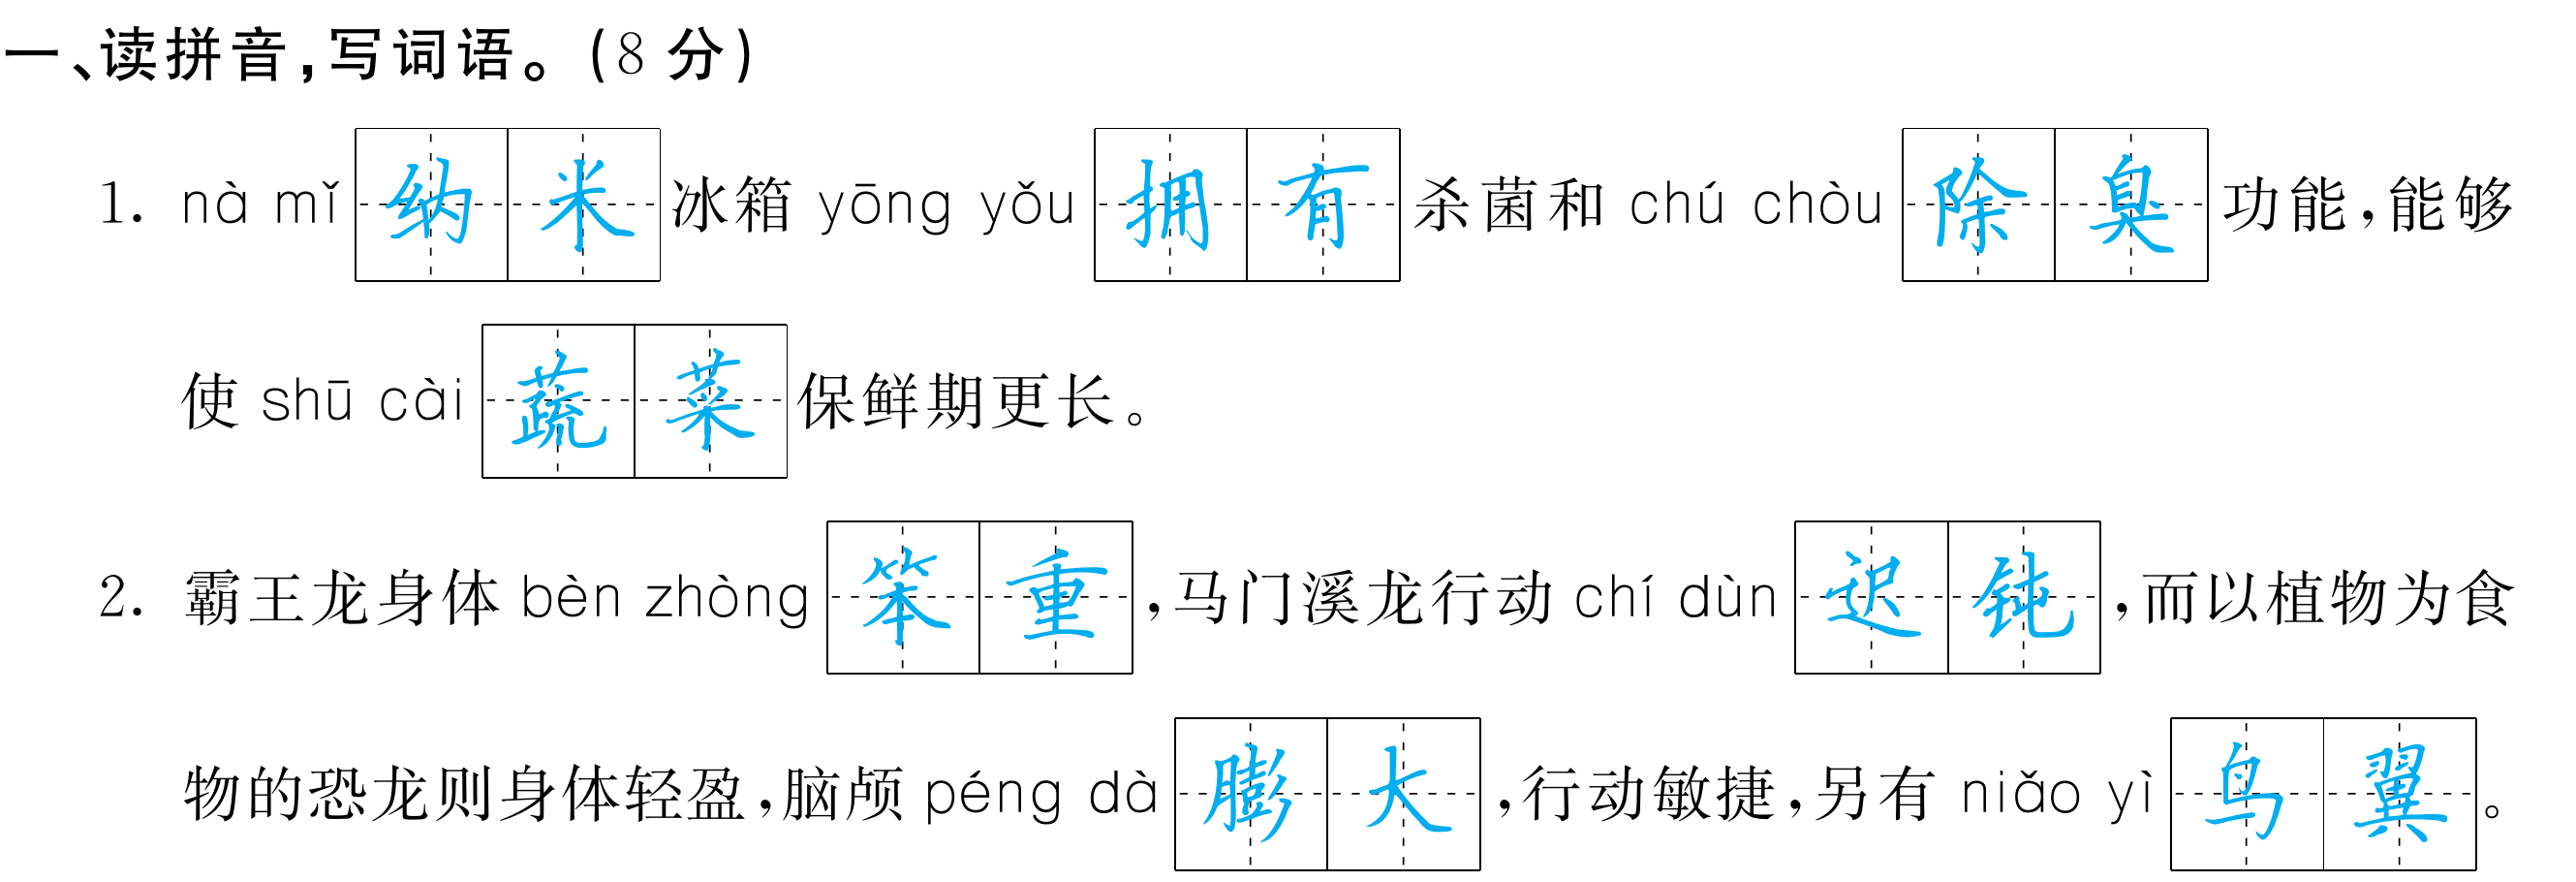 一、读拼音,写词语。(8分)
1. nà mǐ 纳米 冰箱 yōng yǒu 拥有 杀菌和 chú chòu 除臭 功能,能够
使 shū cài 蔬菜 保鲜期更长。
2. 霸王龙身体 bèn zhòng 笨重,马门溪龙行动 chí dùn 迟钝,而以植物为食
物的恐龙则身体轻盈,脑颅 péng dà 膨大,行动敏捷,另有 niǎo yì 鸟翼。